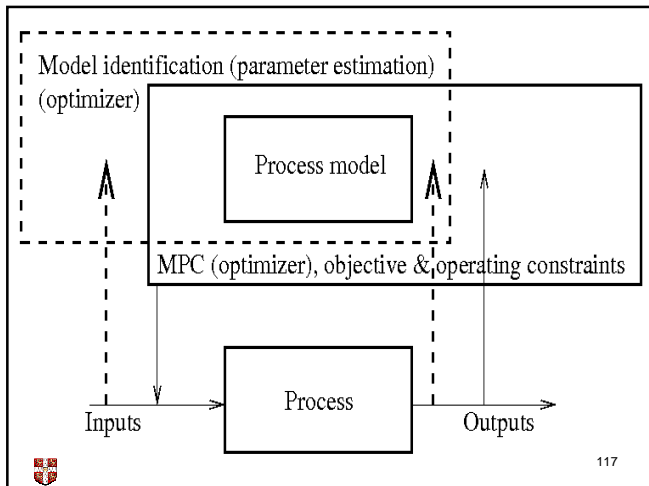 Model identification (parameter estimation)
(optimizer)
Process model
MPC (optimizer), objective & operating constraints
Process
Inputs
Outputs
117